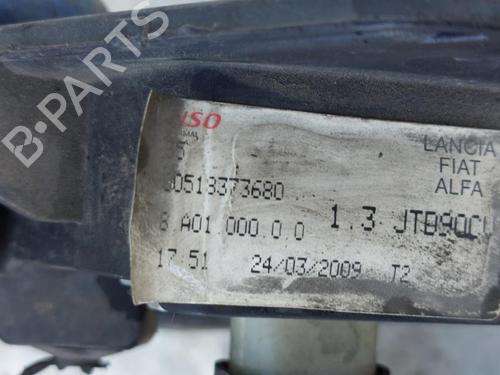 B-PARTS
LANCIA
FIAT
ALFA
00513373680
8 A01.000 0 0
1.3 JTD90CV
17.51 24/03/2009 T2